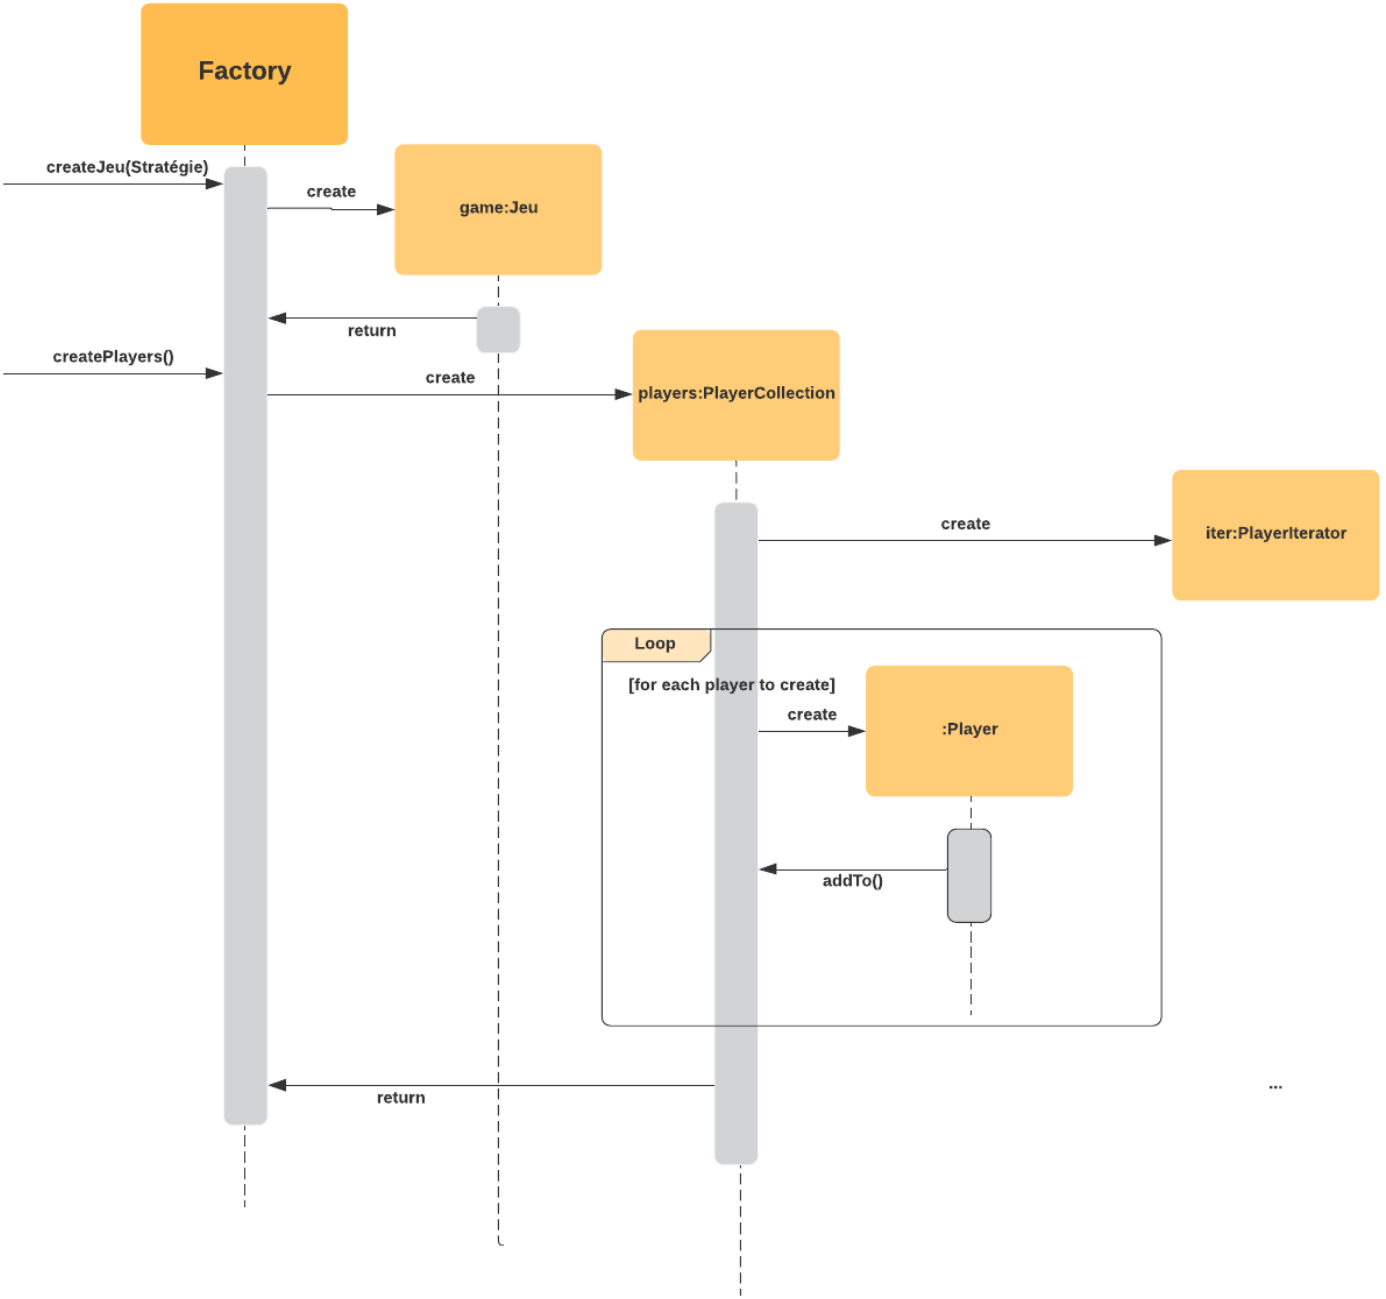 Factory
createJeu(Stratégie)
create
game:Jeu
return
createPlayers()
create
players:PlayerCollection
create
iter:PlayerIterator
Loop
[for each player to create]
create
:Player
addTo()
return
...